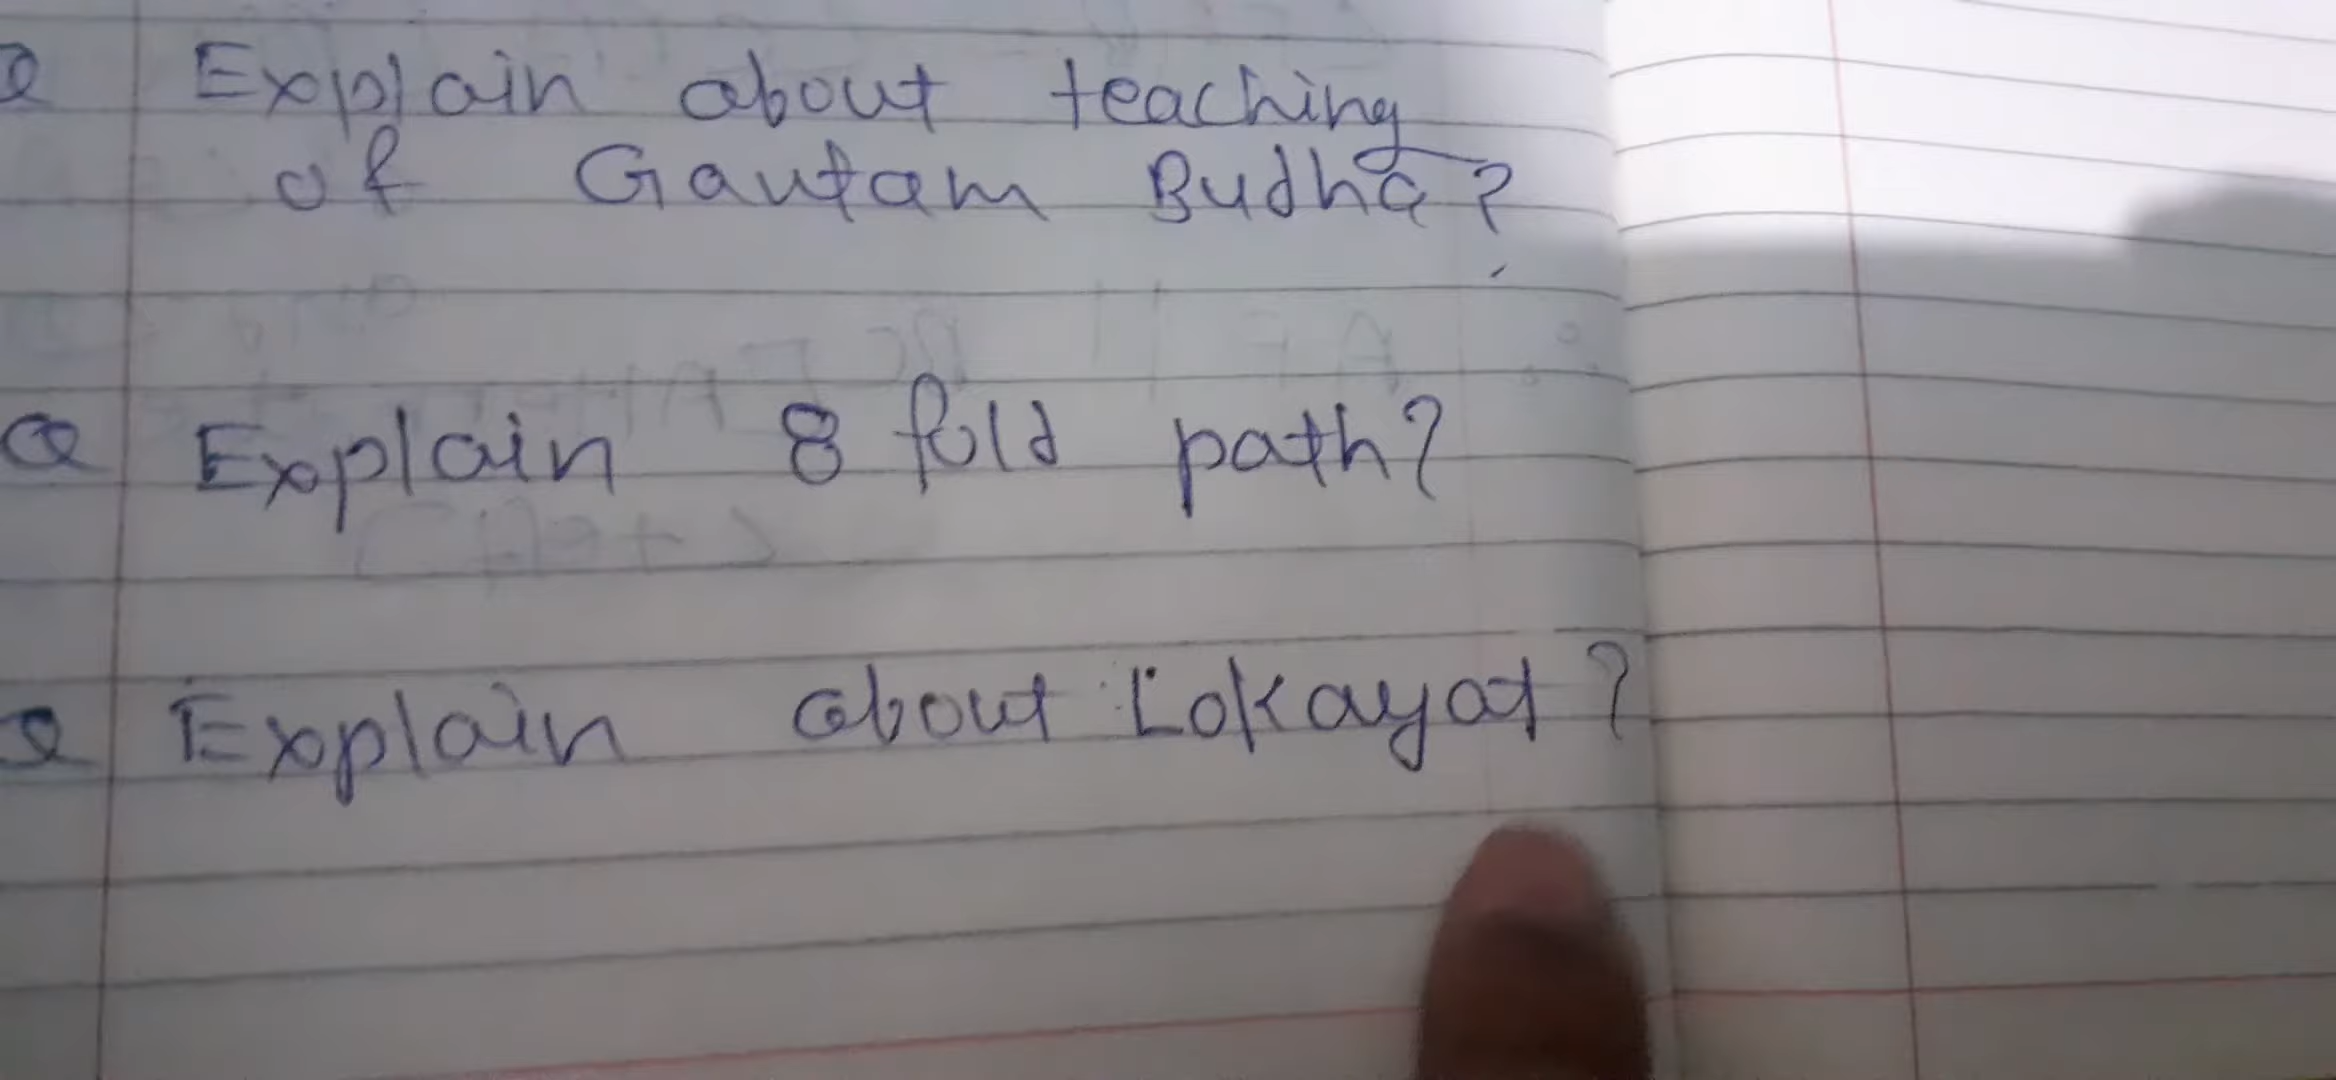 Q Explain about teaching
of Gautam Budha?
Q Explain 8 fold path?
Q Explain about Lokayat?